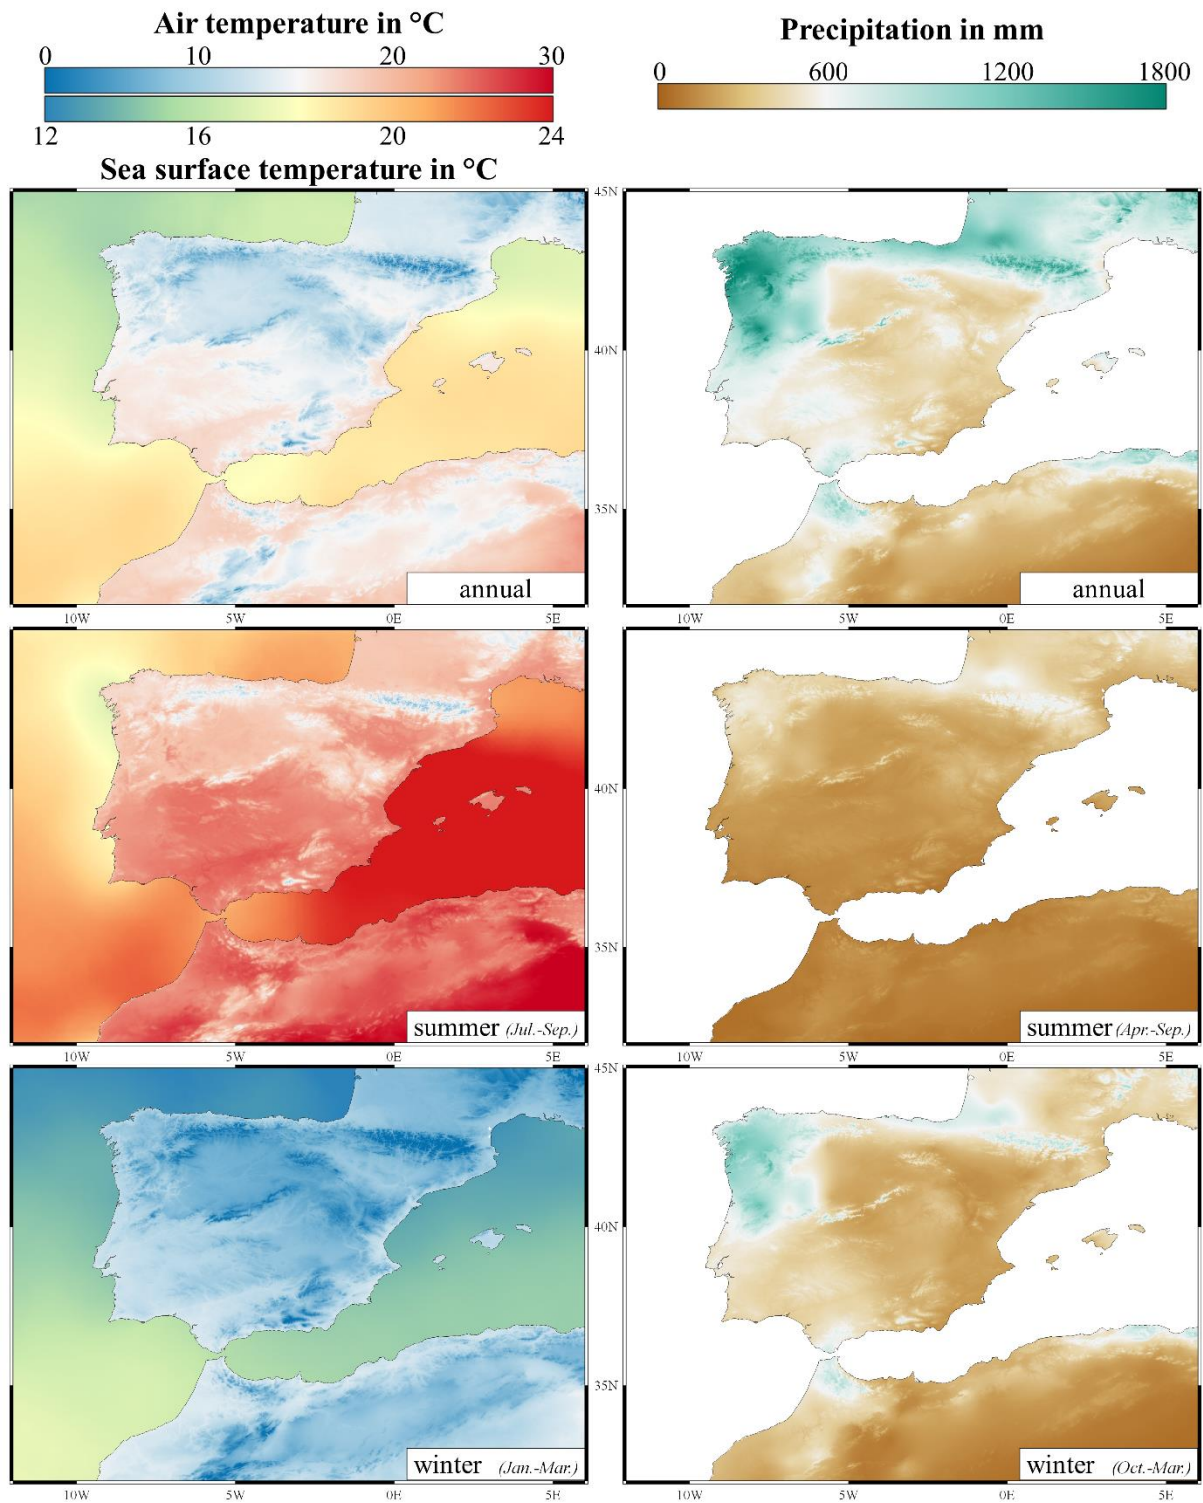 Air temperature in °C
0 10 20 30
12 16 20 24
Sea surface temperature in °C
Precipitation in mm
0 600 1200 1800
45N
40N
35N
annual
annual
10W 5W 0E 5E
10W 5W 0E 5E
40N
35N
summer (Jul.-Sep.)
summer (Apr.-Sep.)
10W 5W 0E 5E
10W 5W 0E 5E
45N
40N
35N
winter (Jan.-Mar.)
winter (Oct.-Mar.)
10W 5W 0E 5E
10W 5W 0E 5E